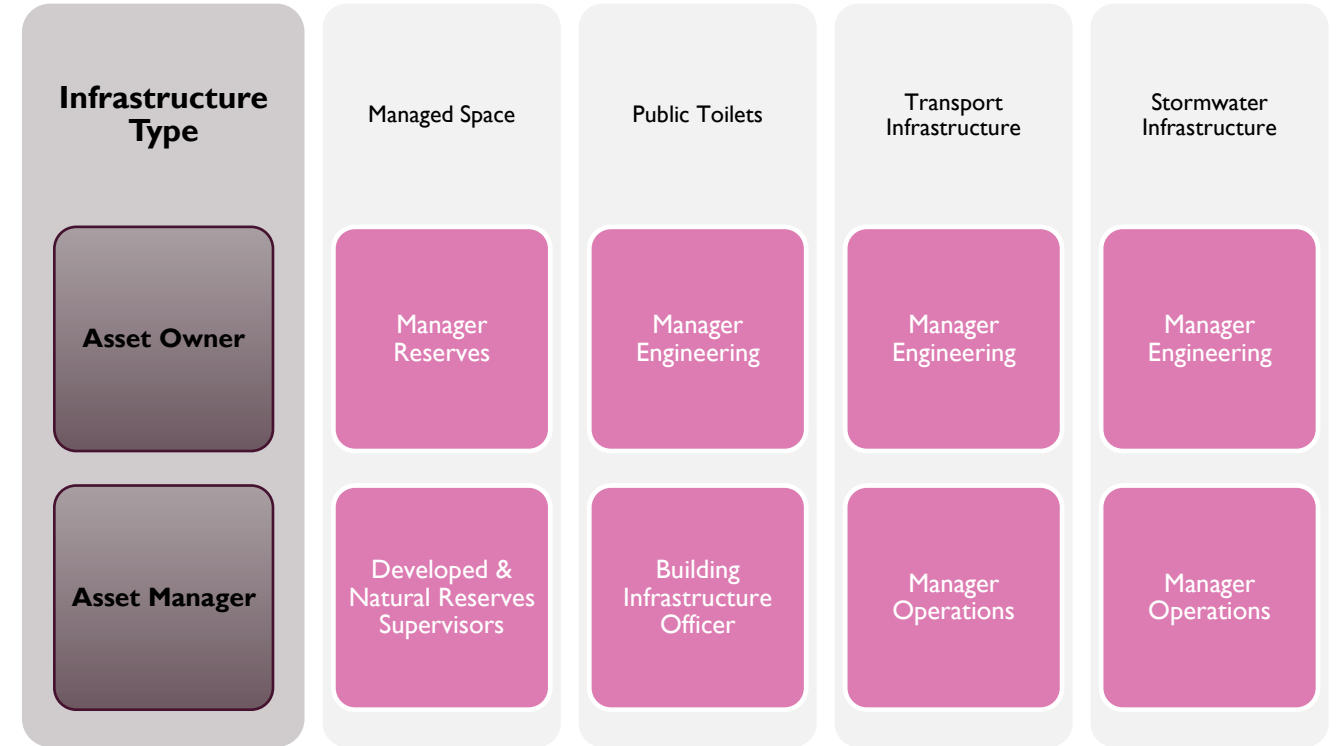 Infrastructure
Type
Managed Space
Public Toilets
Transport
Infrastructure
Stormwater
Infrastructure
Asset Owner
Manager
Reserves
Manager
Engineering
Manager
Engineering
Manager
Engineering
Asset Manager
Developed &
Natural Reserves
Supervisors
Building
Infrastructure
Officer
Manager
Operations
Manager
Operations